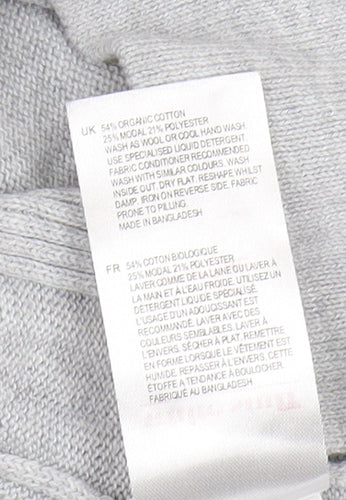 UK 54% ORGANIC COTTON
25% MODAL 21% POLYESTER
WASH AS WOOL OR COOL HAND WASH.
USE SPECIALISED LIQUID DETERGENT.
FABRIC CONDITIONER RECOMMENDED.
WASH WITH SIMILAR COLOURS. WASH
INSIDE OUT. DRY FLAT. RESHAPE WHILST
DAMP. IRON ON REVERSE SIDE. FABRIC
PRONE TO PILLING.
MADE IN BANGLADESH
FR 54% COTON BIOLOGIQUE
25% MODAL 21% POLYESTER
LAVER COMME DE LA LAINE OU LAVER À
LA MAIN ET À L'EAU FROIDE. UTILISEZ UN
DÉTERGENT LIQUIDE SPÉCIALISÉ.
L'USAGE D'UN ADOUCISSANT EST
RECOMMANDÉ. LAVER AVEC DES
COULEURS SEMBLABLES. LAVER À
L'ENVERS. SÉCHER À PLAT. REMETTRE
EN FORME LORSQUE LE VÊTEMENT EST
HUMIDE. REPASSER À L'ENVERS. CETTE
ÉTOFFE A TENDANCE À BOULOCHER.
FABRIQUÉ AU BANGLADESH